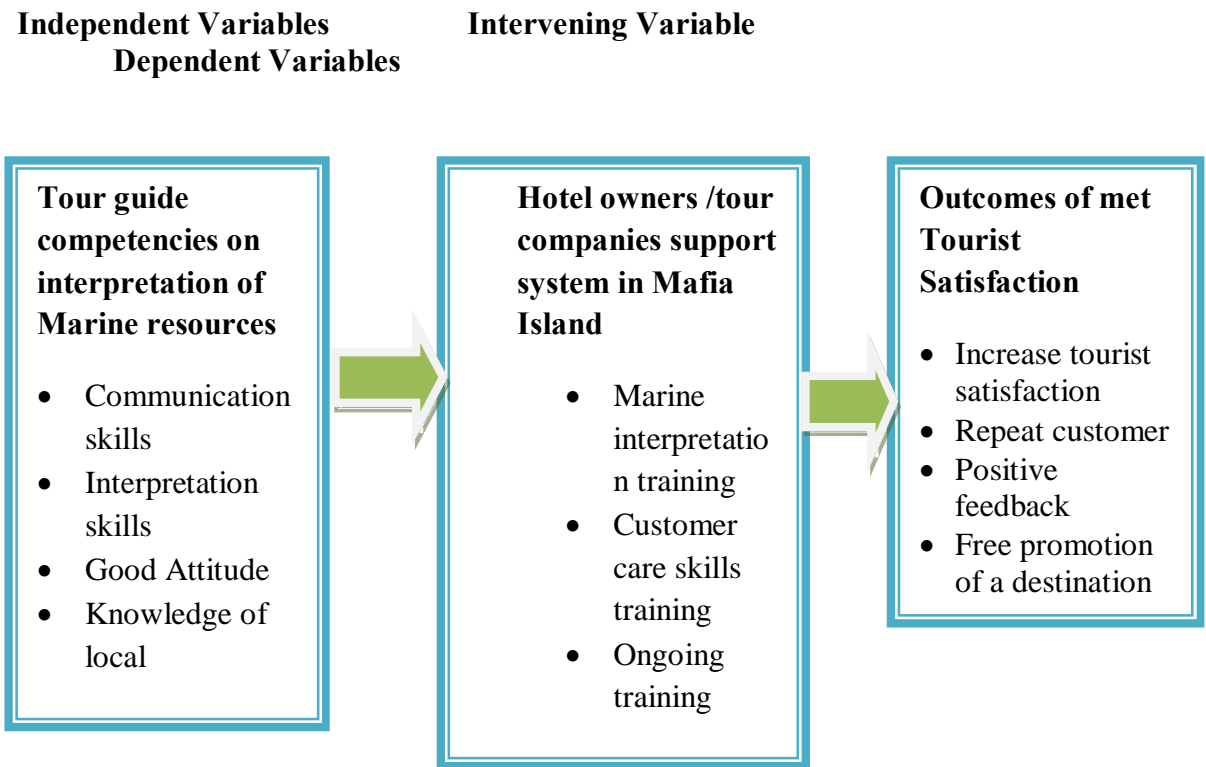 Independent Variables Intervening Variable
Dependent Variables
Tour guide
competencies on
interpretation of
Marine resources
• Communication
skills
• Interpretation
skills
• Good Attitude
• Knowledge of
local
Hotel owners /tour
companies support
system in Mafia
Island
• Marine
interpretatio
n training
• Customer
care skills
training
• Ongoing
training
Outcomes of met
Tourist
Satisfaction
• Increase tourist
satisfaction
• Repeat customer
• Positive
feedback
• Free promotion
of a destination